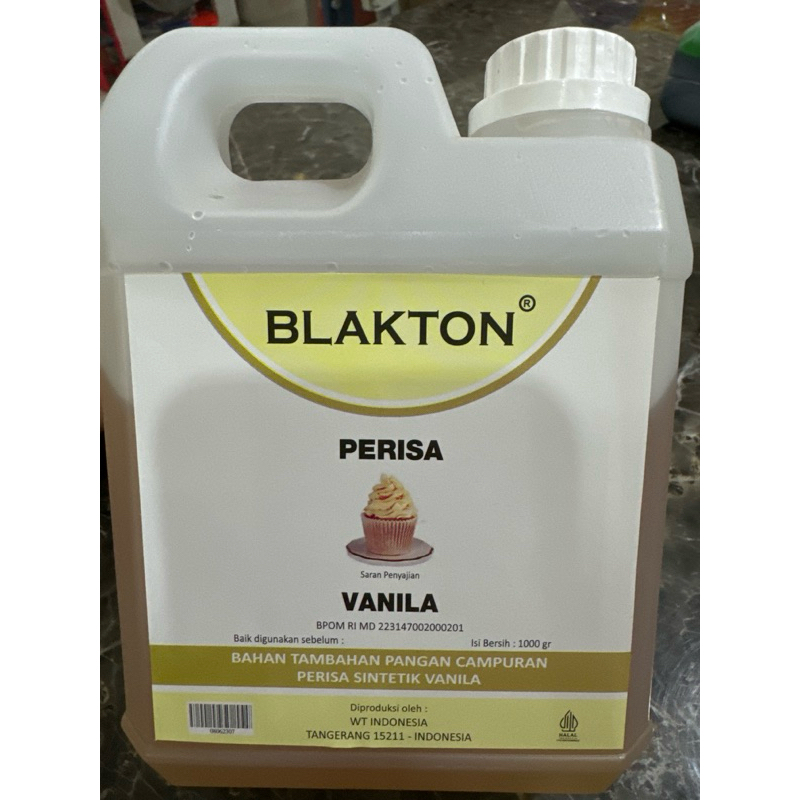 BLAKTON®
PERISA
Saran Penyajian
VANILA
BPOM RI MD 223147002000201
Baik digunakan sebelum : Isi Bersih : 1000 gr
BAHAN TAMBAHAN PANGAN CAMPURAN
PERISA SINTETIK VANILA
Diproduksi oleh :
WT INDONESIA
TANGERANG 15211 - INDONESIA
HALAL